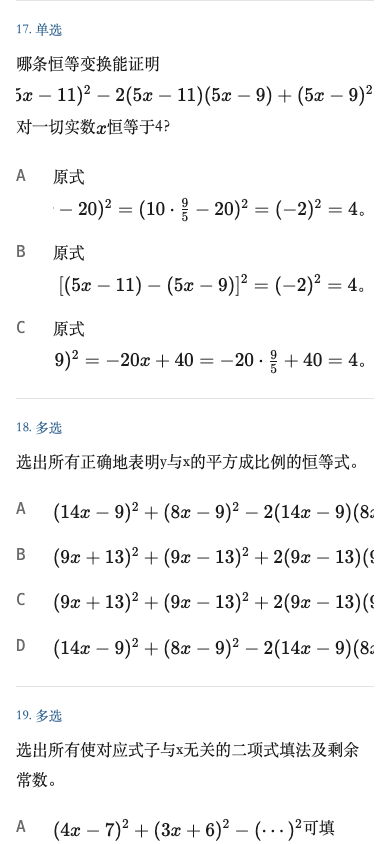 17. 单选
哪条恒等变换能证明
5x − 11)² − 2(5x − 11)(5x − 9) + (5x − 9)²
对一切实数x恒等于4?
A 原式
− 20)² = (10 · 9/5 − 20)² = (−2)² = 4。
B 原式
[(5x − 11) − (5x − 9)]² = (−2)² = 4。
C 原式
9)² = −20x + 40 = −20 · 9/5 + 40 = 4。
18. 多选
选出所有正确地表明y与x的平方成比例的恒等式。
A (14x − 9)² + (8x − 9)² − 2(14x − 9)(8x
B (9x + 13)² + (9x − 13)² + 2(9x − 13)(9
C (9x + 13)² + (9x − 13)² + 2(9x − 13)(9
D (14x − 9)² + (8x − 9)² − 2(14x − 9)(8x
19. 多选
选出所有使对应式子与x无关的二项式填法及剩余
常数。
A (4x − 7)² + (3x + 6)² − (⋯)²可填